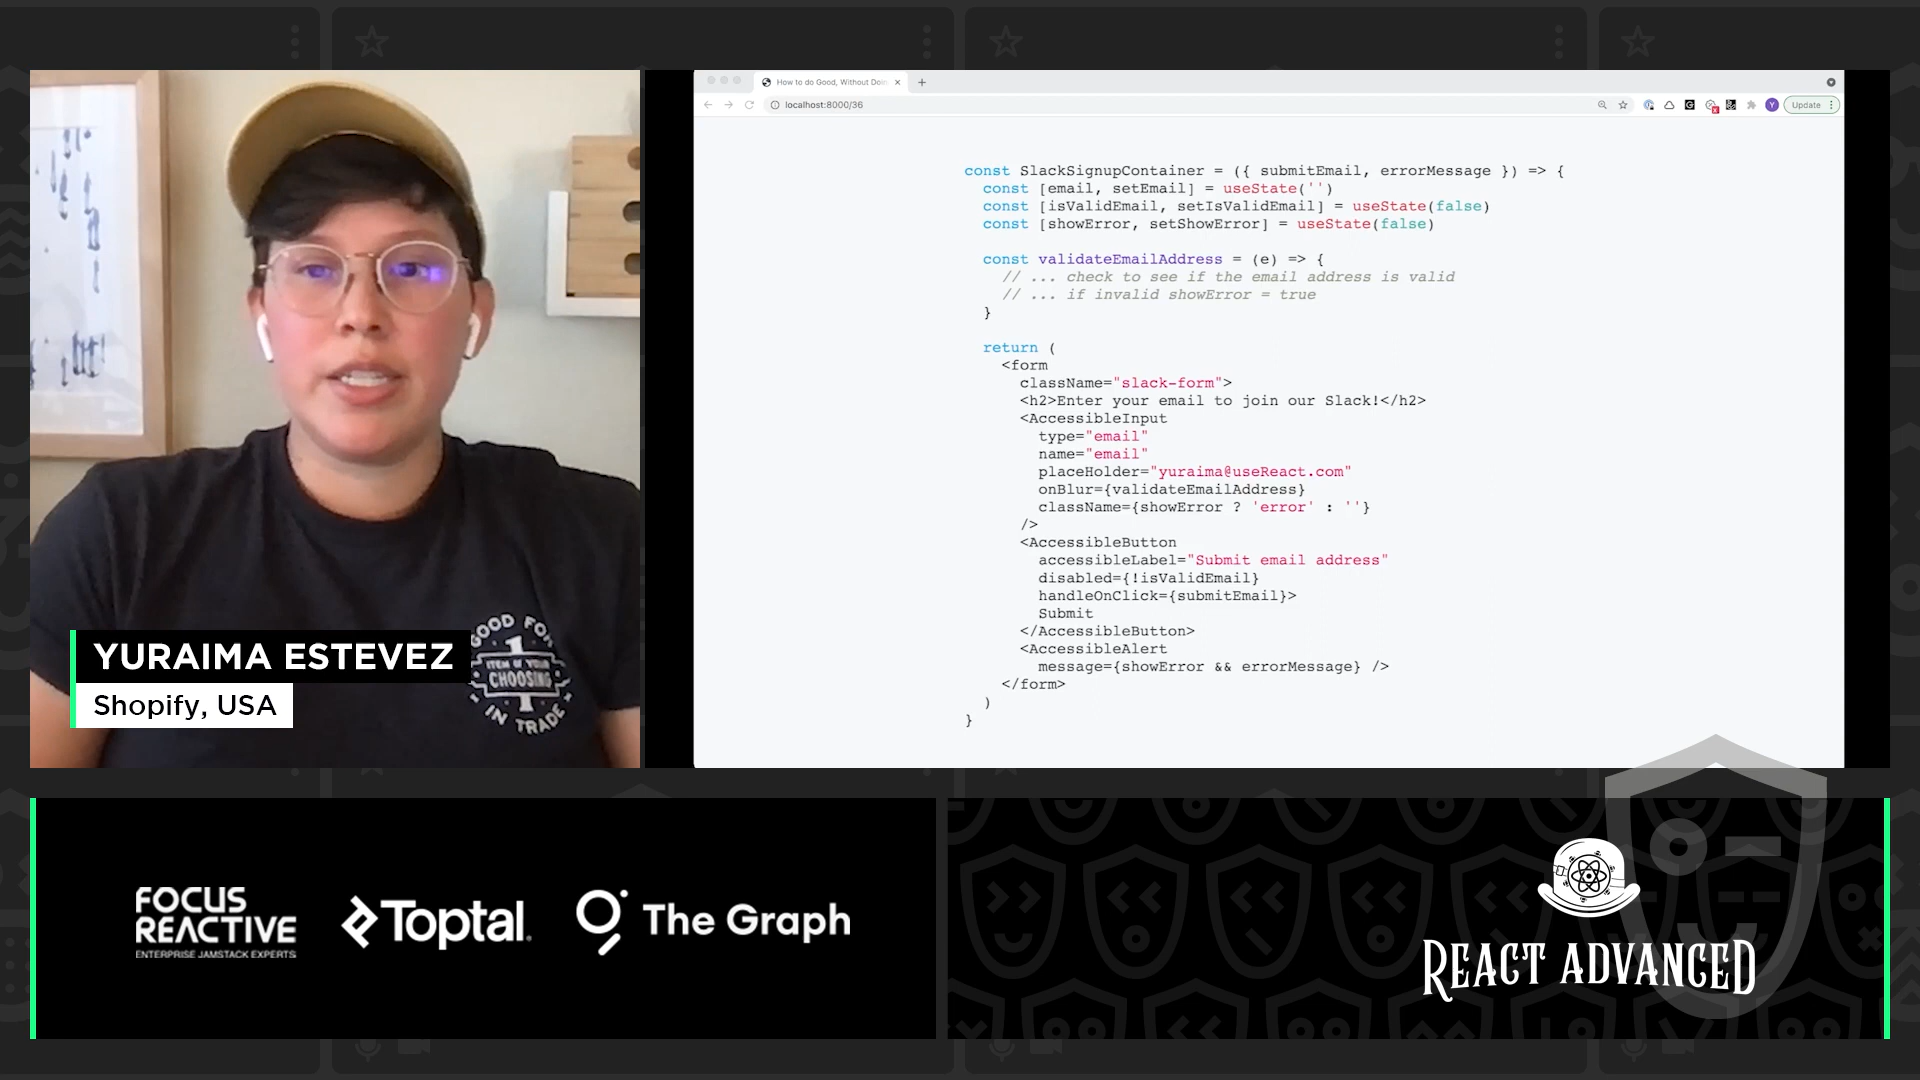 How to do Good, Without Doin
localhost:8000/36
Update
const SlackSignupContainer = ({ submitEmail, errorMessage }) => {
const [email, setEmail] = useState('')
const [isValidEmail, setIsValidEmail] = useState(false)
const [showError, setShowError] = useState(false)
const validateEmailAddress = (e) => {
// ... check to see if the email address is valid
// ... if invalid showError = true
}
return (
<form
className="slack-form">
<h2>Enter your email to join our Slack!</h2>
<AccessibleInput
type="email"
name="email"
placeHolder="yuraima@useReact.com"
onBlur={validateEmailAddress}
className={showError ? 'error' : ''}
/>
<AccessibleButton
accessibleLabel="Submit email address"
disabled={!isValidEmail}
handleOnClick={submitEmail}>
Submit
</AccessibleButton>
<AccessibleAlert
message={showError && errorMessage} />
</form>
)
}
GOOD FOR
1
ITEM OF YOUR
CHOOSING
IN TRADE
YURAIMA ESTEVEZ
Shopify, USA
FOCUS
REACTIVE
ENTERPRISE JAMSTACK EXPERTS
Toptal
The Graph
REACT ADVANCED